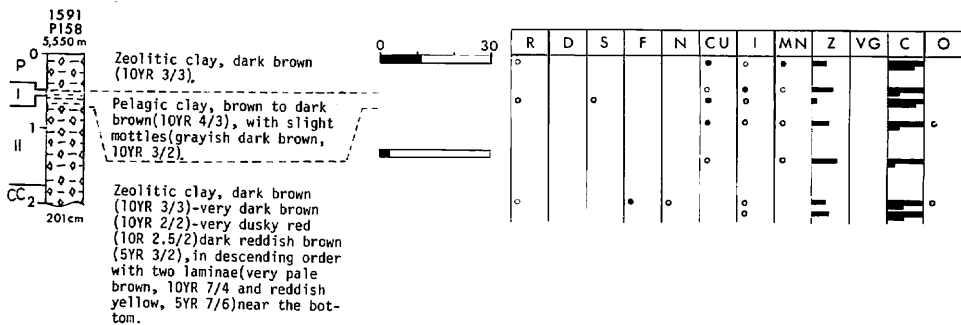 1591
P158
5,550 m
0
P
I
1
II
CC
2
201cm
Zeolitic clay, dark brown
(10YR 3/3).
Pelagic clay, brown to dark
brown(10YR 4/3), with slight
mottles(grayish dark brown,
10YR 3/2).
Zeolitic clay, dark brown
(10YR 3/3)-very dark brown
(10YR 2/2)-very dusky red
(10R 2.5/2)dark reddish brown
(5YR 3/2),in descending order
with two laminae(very pale
brown, 10YR 7/4 and reddish
yellow, 5YR 7/6)near the bot-
tom.
0 30
R D S F N CU I MN Z VG C O